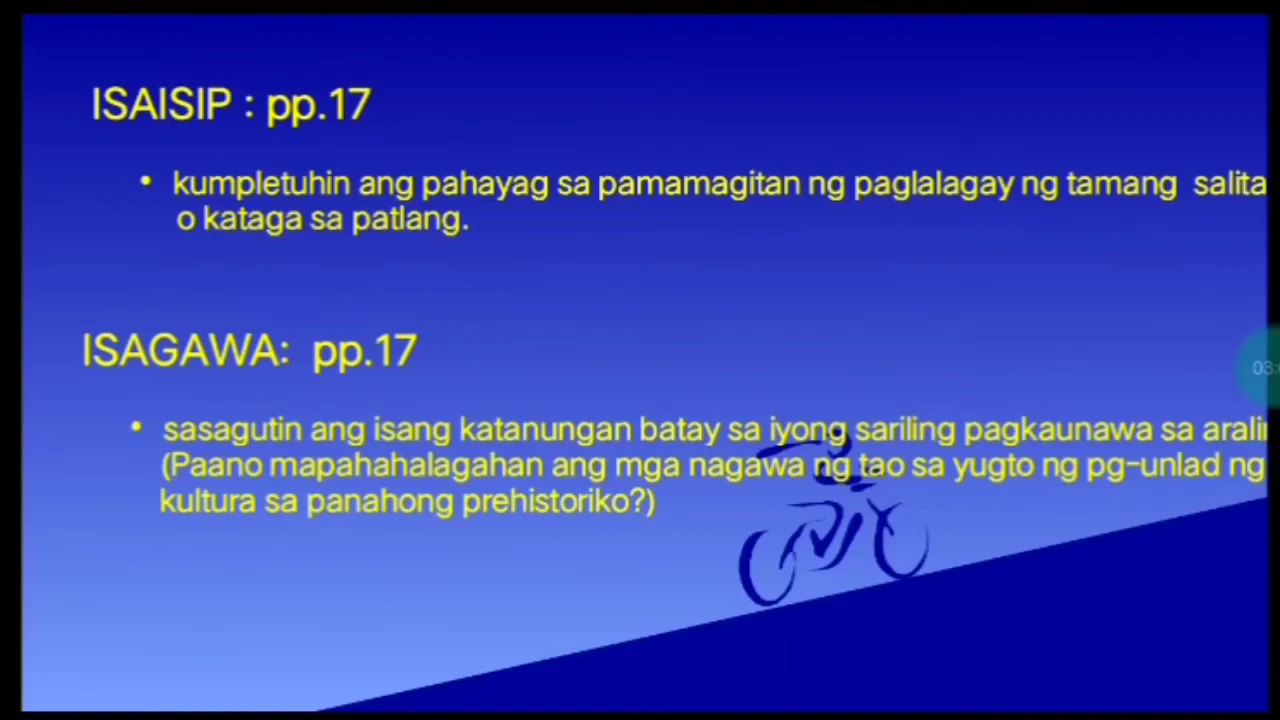 ISAISIP : pp.17
• kumpletuhin ang pahayag sa pamamagitan ng paglalagay ng tamang salita
o kataga sa patlang.
ISAGAWA: pp.17
• sasagutin ang isang katanungan batay sa iyong sariling pagkaunawa sa
(Paano mapahahalagahan ang mga nagawa ng tao sa yugto ng pg-unlad ng
kultura sa panahong prehistoriko?)